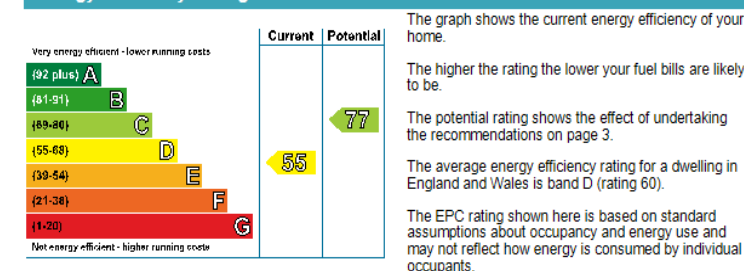 Current Potential
Very energy efficient - lower running costs
(92 plus) A
(81-91) B
(69-80) C
(55-68) D
(39-54) E
(21-38) F
(1-20) G
Not energy efficient - higher running costs
77
55
The graph shows the current energy efficiency of your
home.
The higher the rating the lower your fuel bills are likely
to be.
The potential rating shows the effect of undertaking
the recommendations on page 3.
The average energy efficiency rating for a dwelling in
England and Wales is band D (rating 60).
The EPC rating shown here is based on standard
assumptions about occupancy and energy use and
may not reflect how energy is consumed by individual
occupants.